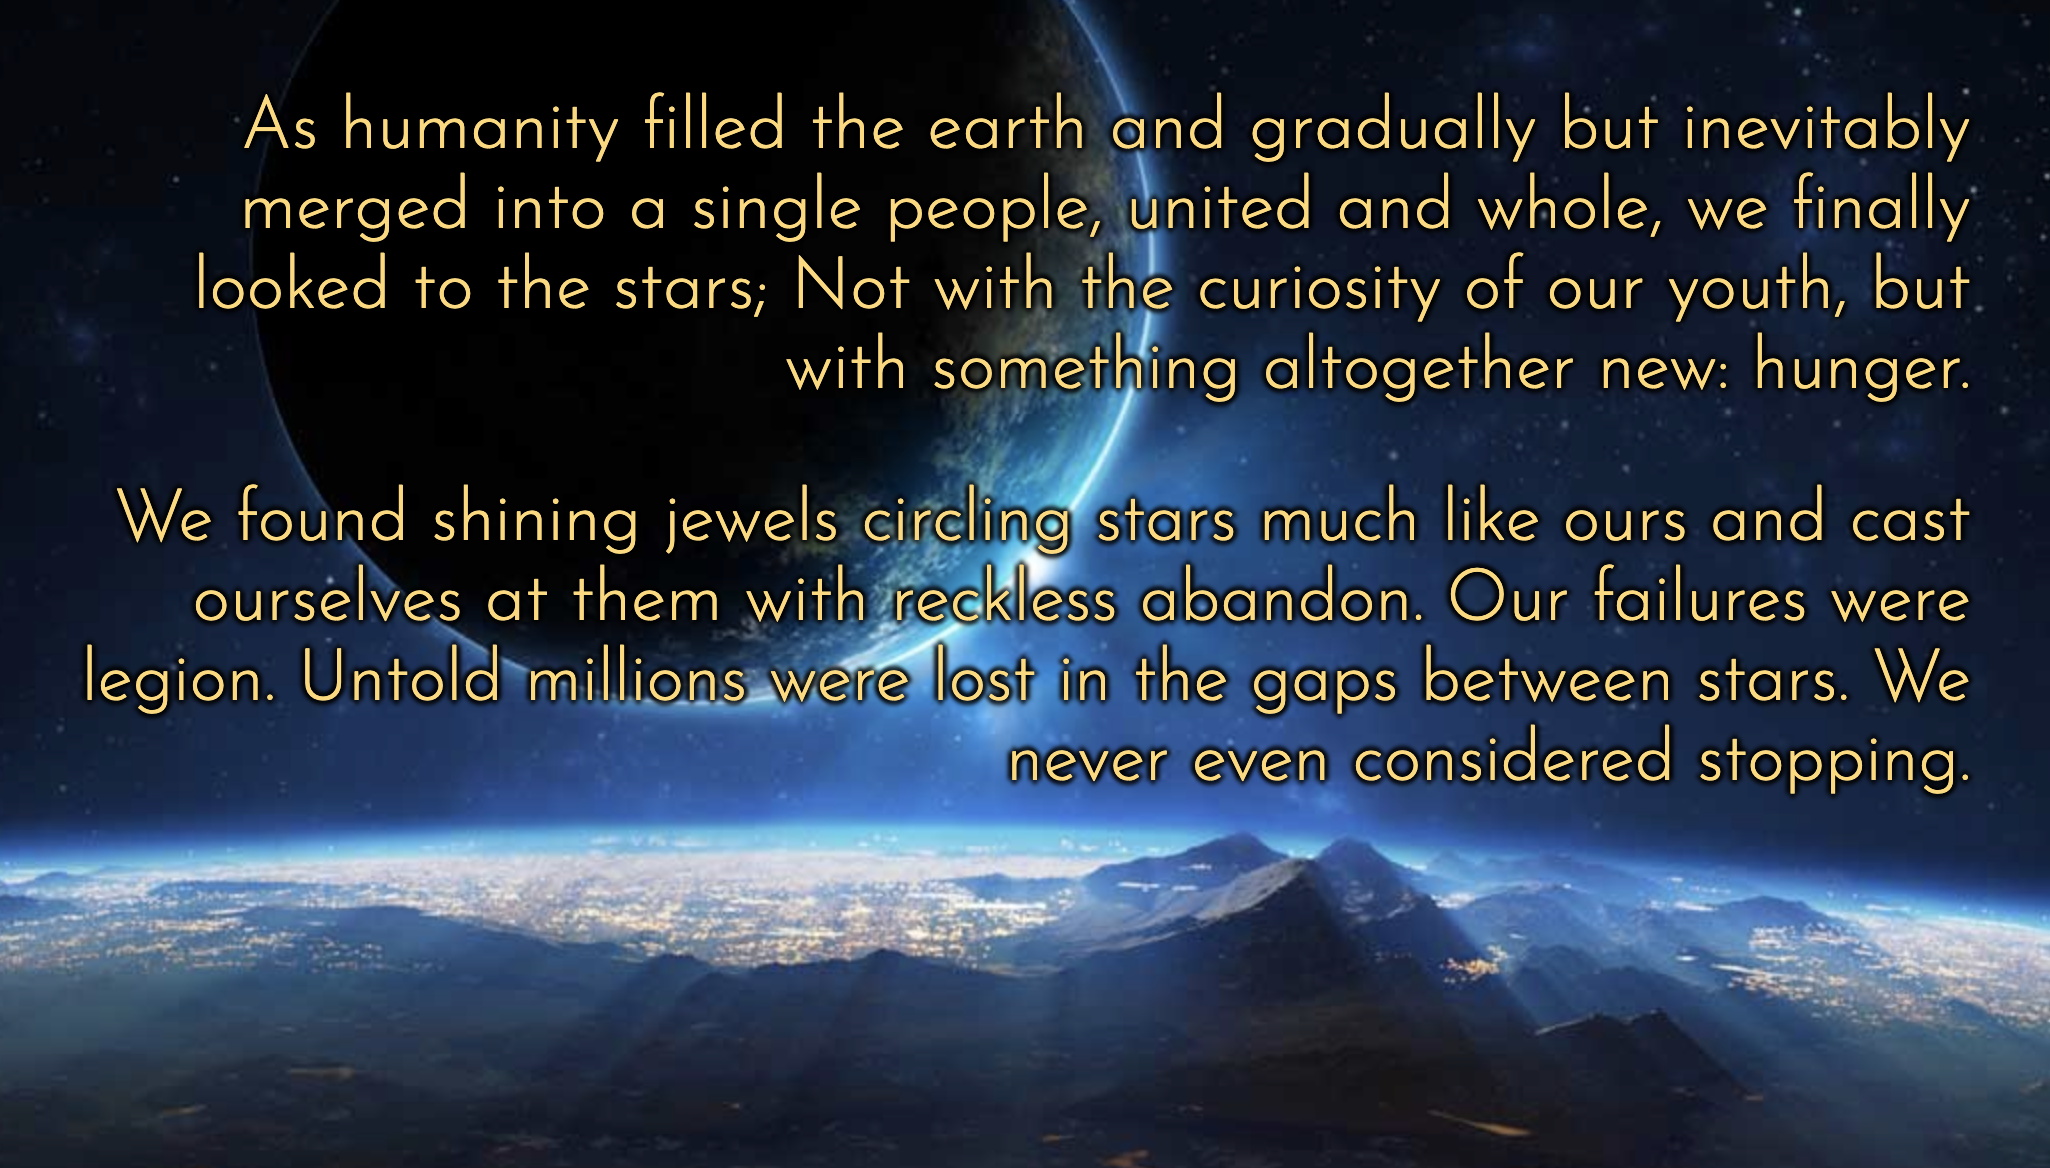 As humanity filled the earth and gradually but inevitably
merged into a single people, united and whole, we finally
looked to the stars; Not with the curiosity of our youth, but
with something altogether new: hunger.
We found shining jewels circling stars much like ours and cast
ourselves at them with reckless abandon. Our failures were
legion. Untold millions were lost in the gaps between stars. We
never even considered stopping.